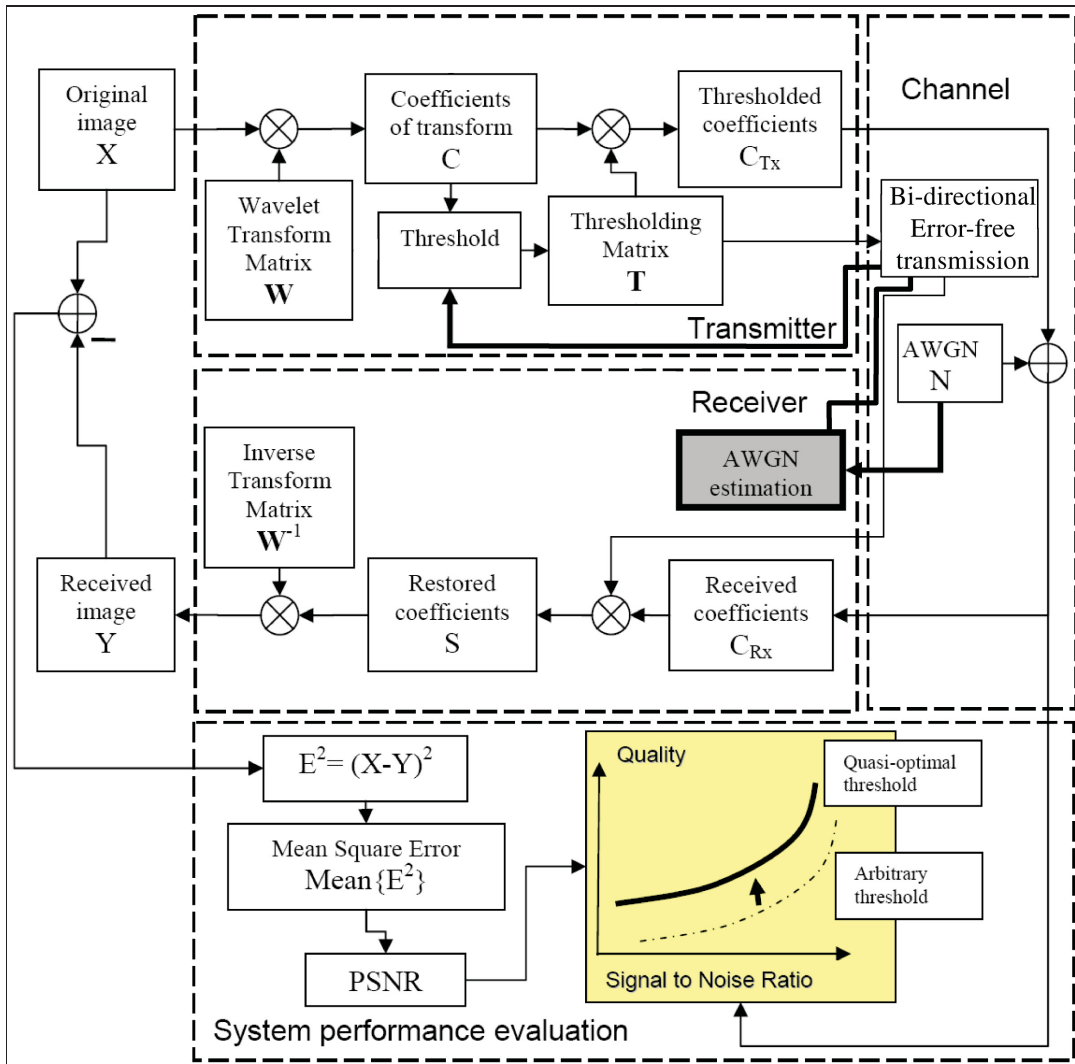 Original
image
X
Wavelet
Transform
Matrix
W
Coefficients
of transform
C
Threshold
Thresholding
Matrix
T
Thresholded
coefficients
C_Tx
Transmitter
Channel
Bi-directional
Error-free
transmission
AWGN
N
Receiver
AWGN
estimation
Inverse
Transform
Matrix
W⁻¹
Received
image
Y
Restored
coefficients
S
Received
coefficients
C_Rx
−
E²= (X-Y)²
Mean Square Error
Mean{E²}
PSNR
Quality
Signal to Noise Ratio
Quasi-optimal
threshold
Arbitrary
threshold
System performance evaluation